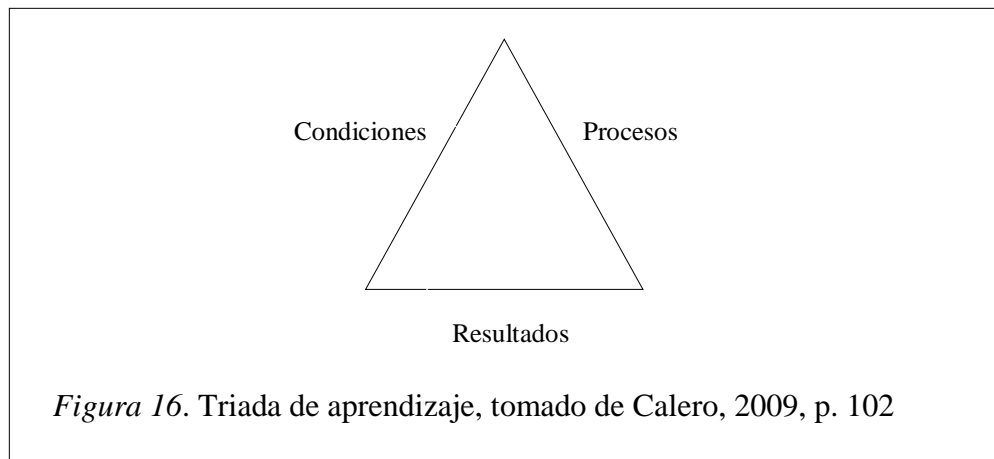 Condiciones Procesos
Resultados
Figura 16. Triada de aprendizaje, tomado de Calero, 2009, p. 102